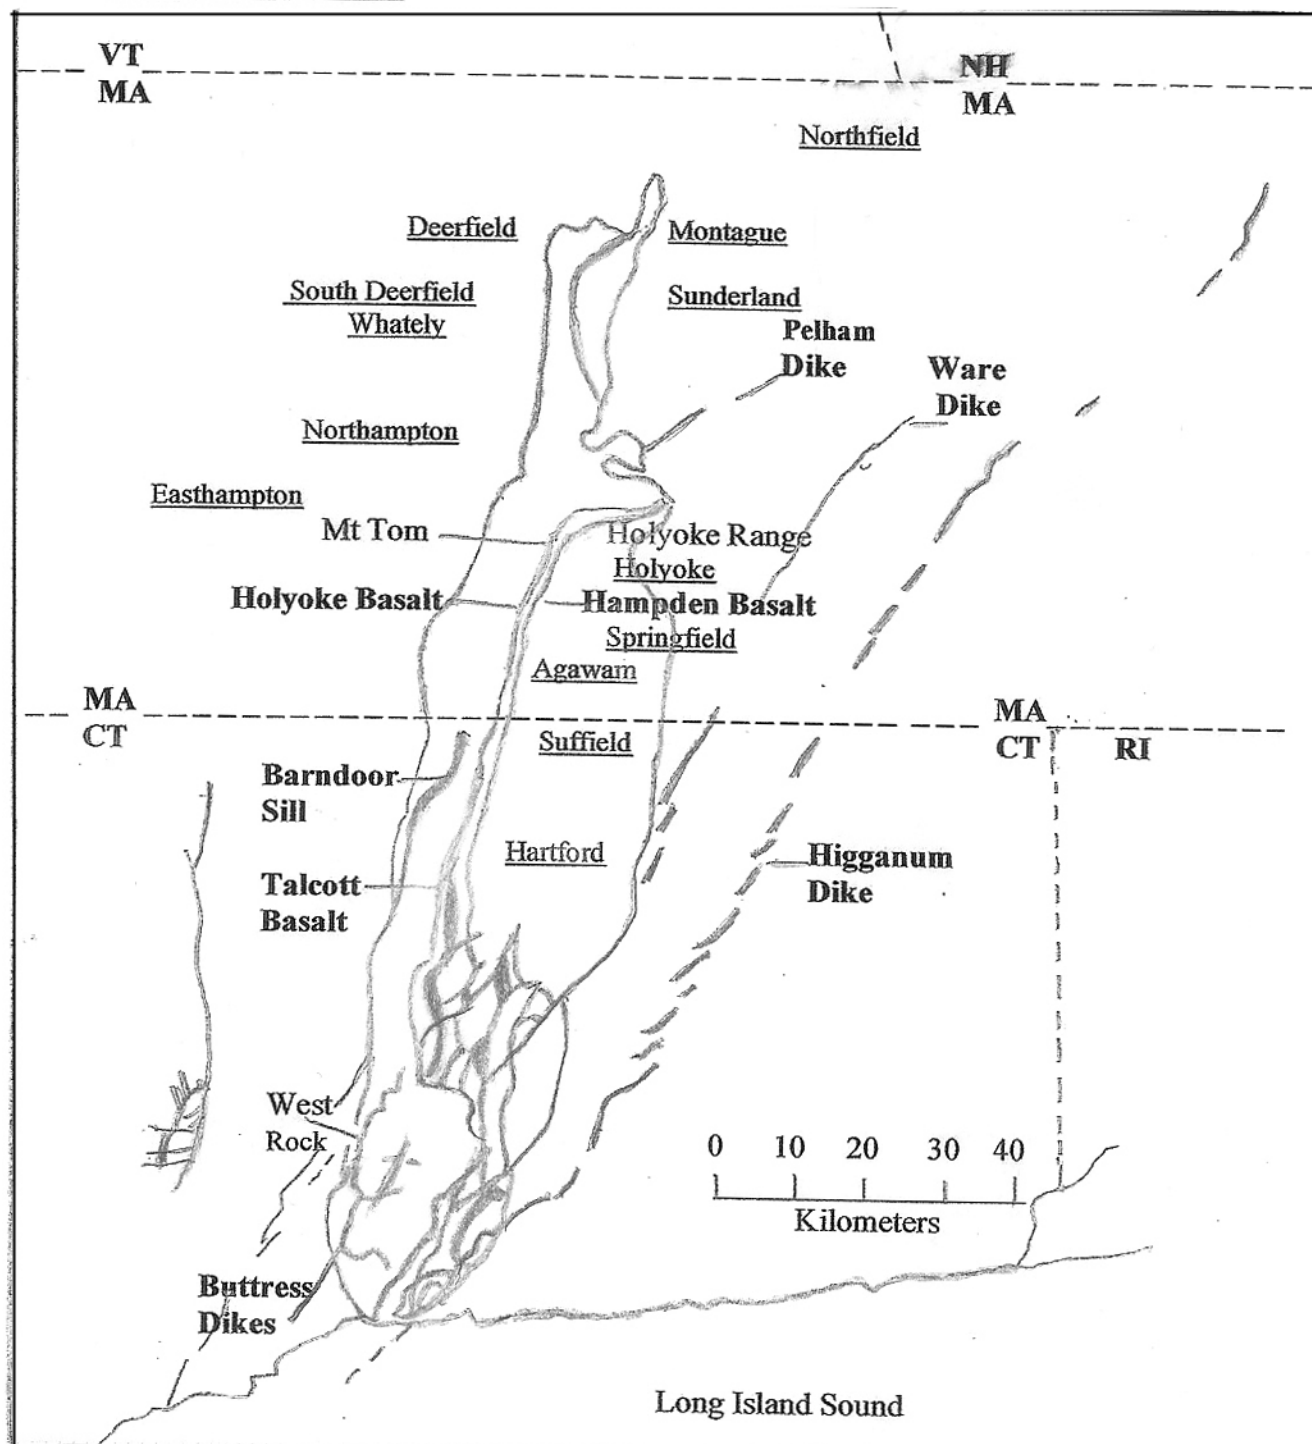 VT
NH
MA
MA
Northfield
Deerfield
Montague
South Deerfield
Whately
Sunderland
Pelham
Dike
Ware
Dike
Northampton
Easthampton
Mt Tom
Holyoke Range
Holyoke
Holyoke Basalt
Hampden Basalt
Springfield
Agawam
MA
CT
MA
CT
RI
Suffield
Barndoor
Sill
Hartford
Higganum
Dike
Talcott
Basalt
West
Rock
0 10 20 30 40
Kilometers
Buttress
Dikes
Long Island Sound